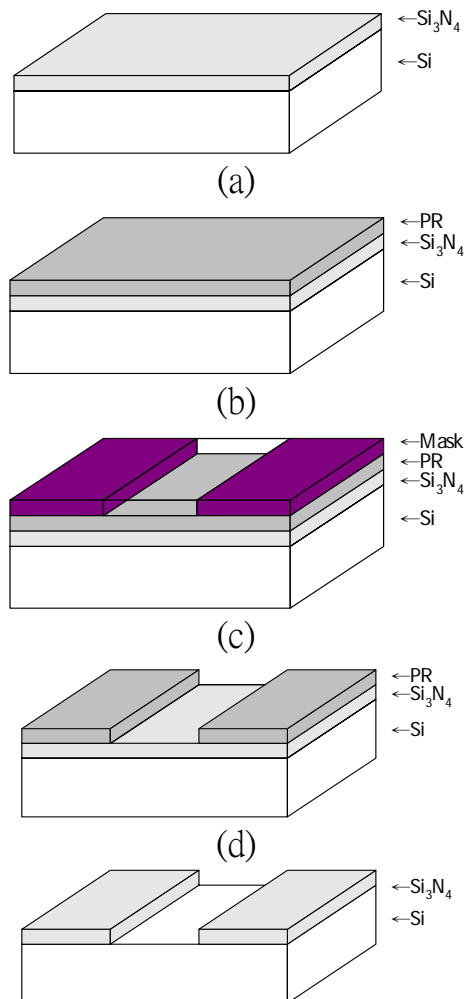 ←Si₃N₄
←Si
(a)
←PR
←Si₃N₄
←Si
(b)
←Mask
←PR
←Si₃N₄
←Si
(c)
←PR
←Si₃N₄
←Si
(d)
←Si₃N₄
←Si